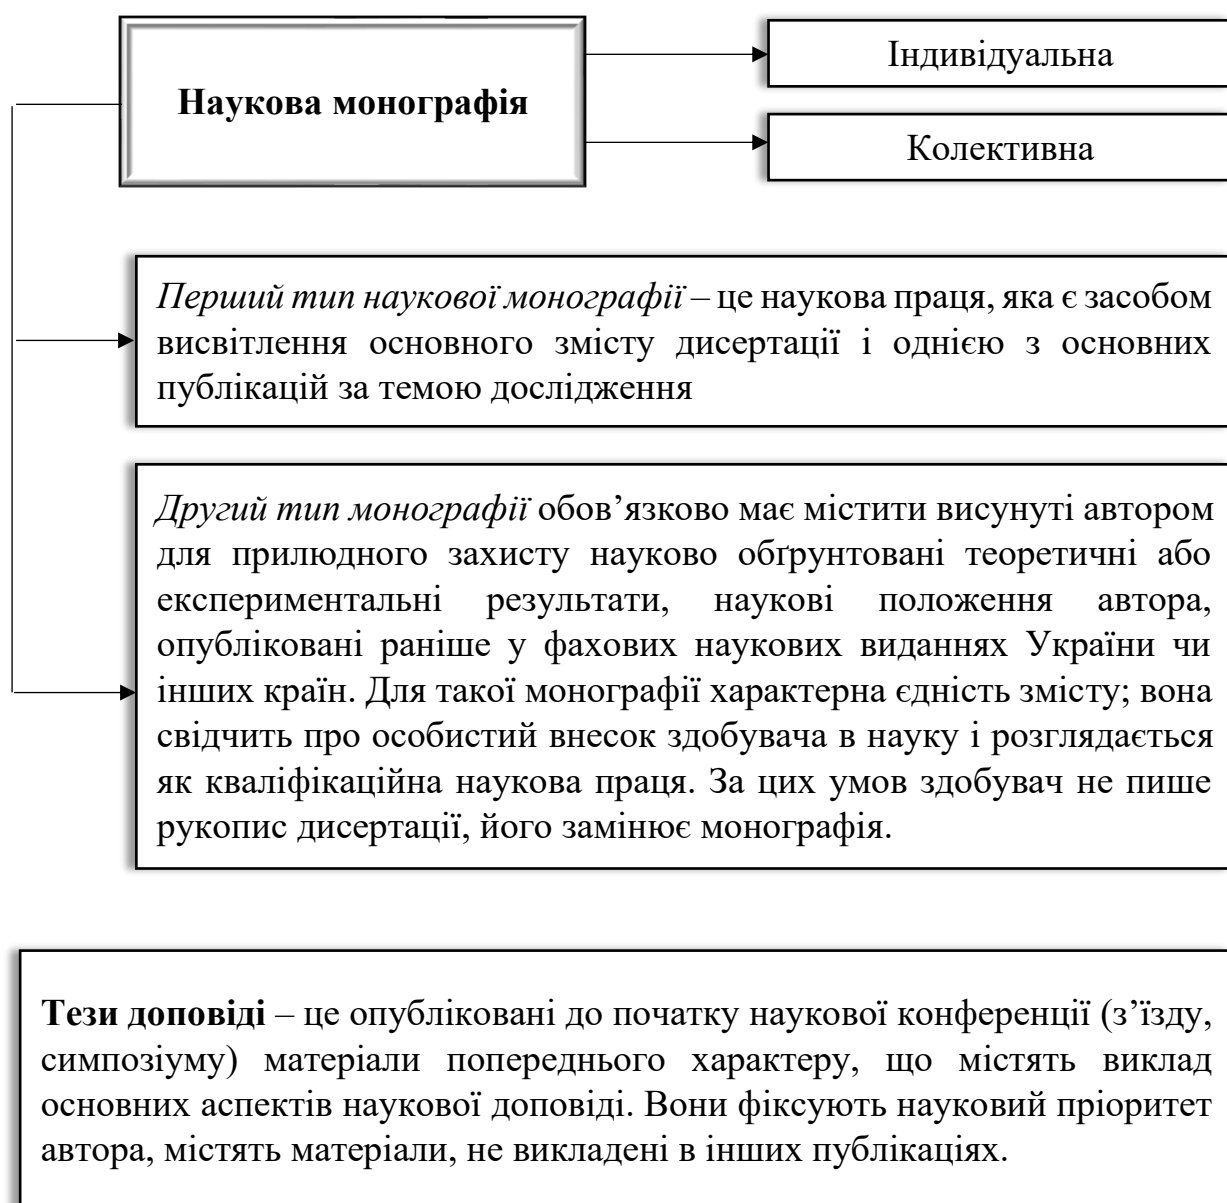 Наукова монографія
Індивідуальна
Колективна
Перший тип наукової монографії – це наукова праця, яка є засобом
висвітлення основного змісту дисертації і однією з основних
публікацій за темою дослідження
Другий тип монографії обов’язково має містити висунуті автором
для прилюдного захисту науково обґрунтовані теоретичні або
експериментальні результати, наукові положення автора,
опубліковані раніше у фахових наукових виданнях України чи
інших країн. Для такої монографії характерна єдність змісту; вона
свідчить про особистий внесок здобувача в науку і розглядається
як кваліфікаційна наукова праця. За цих умов здобувач не пише
рукопис дисертації, його замінює монографія.
Тези доповіді – це опубліковані до початку наукової конференції (з’їзду,
симпозіуму) матеріали попереднього характеру, що містять виклад
основних аспектів наукової доповіді. Вони фіксують науковий пріоритет
автора, містять матеріали, не викладені в інших публікаціях.